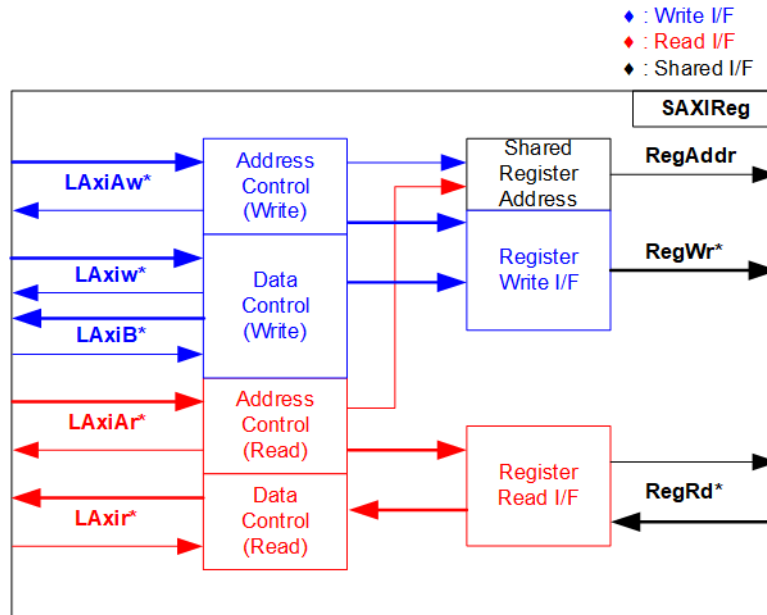 ♦ : Write I/F
♦ : Read I/F
♦ : Shared I/F
SAXIReg
LAxiAw*
Address
Control
(Write)
Shared
Register
Address
RegAddr
LAxiw*
LAxiB*
Data
Control
(Write)
Register
Write I/F
RegWr*
LAxiAr*
Address
Control
(Read)
LAxir*
Data
Control
(Read)
Register
Read I/F
RegRd*